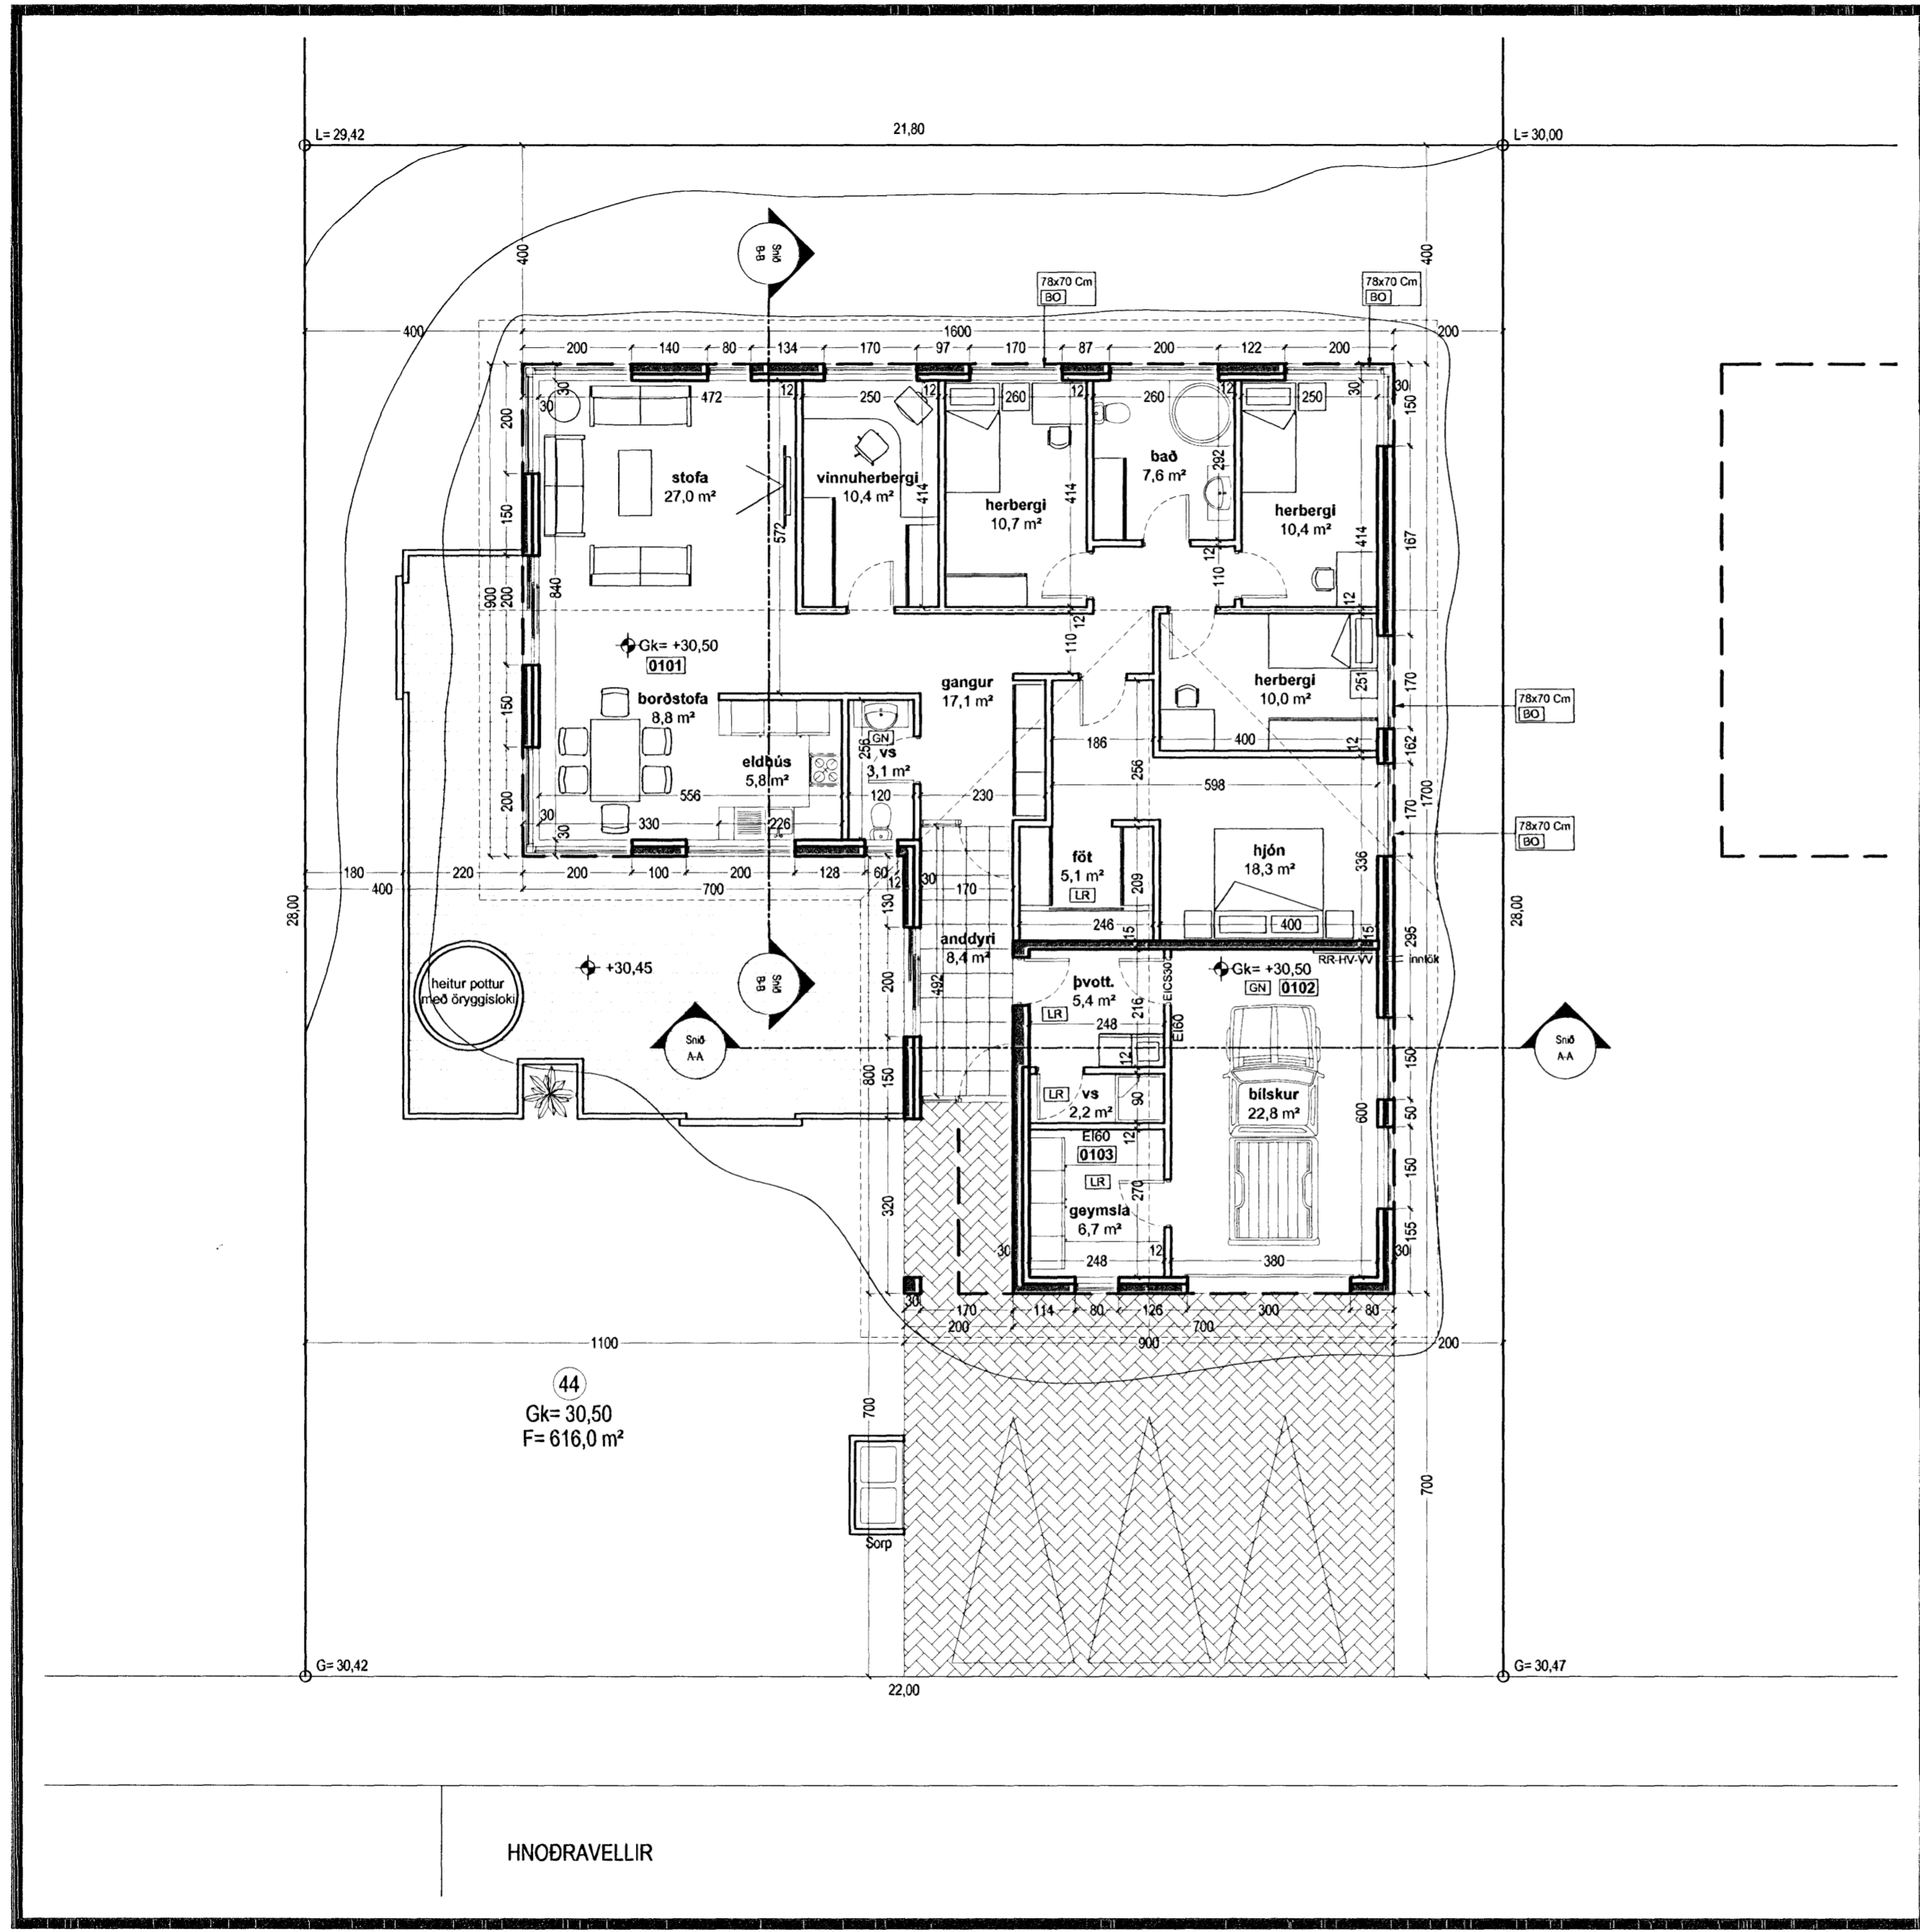 L= 29,42
21,80
L= 30,00
Snið
B-B
400
400
78x70 Cm
BO
78x70 Cm
BO
400
1600
200
200
140
80
134
170
97
170
87
200
122
200
30
30
472
12
250
12
260
12
260
12
250
30
30
150
200
stofa
27,0 m²
vinnuherbergi
10,4 m²
414
herbergi
10,7 m²
414
bað
7,6 m²
292
herbergi
10,4 m²
414
167
150
572
900
200
840
12
110
12
12
110
Gk= +30,50
0101
borðstofa
8,8 m²
150
gangur
17,1 m²
herbergi
10,0 m²
251
170
78x70 Cm
BO
GN
256
vs
3,1 m²
186
400
12
162
eldhús
5,8 m²
256
598
200
556
120
230
170
1700
30
30
330
226
78x70 Cm
BO
föt
5,1 m²
LR
hjón
18,3 m²
336
180
220
200
100
200
128
60
12
30
400
700
170
209
130
28,00
28,00
246
15
400
15
295
anddyri
8,4 m²
heitur pottur
með öryggisloki
+30,45
Snið
B-B
200
492
þvott.
5,4 m²
216
EICS30
Gk= +30,50
GN
0102
RR-HV-VV
inntök
LR
248
EI60
Snið
A-A
Snið
A-A
12
150
800
150
LR
vs
2,2 m²
90
bílskur
22,8 m²
600
50
EI60
12
0103
LR
150
270
geymsla
6,7 m²
320
155
30
248
12
380
30
30
170
114
80
126
300
80
200
700
1100
900
200
44
Gk= 30,50
F= 616,0 m²
700
700
Sorp
G= 30,42
22,00
G= 30,47
HNOÐRAVELLIR